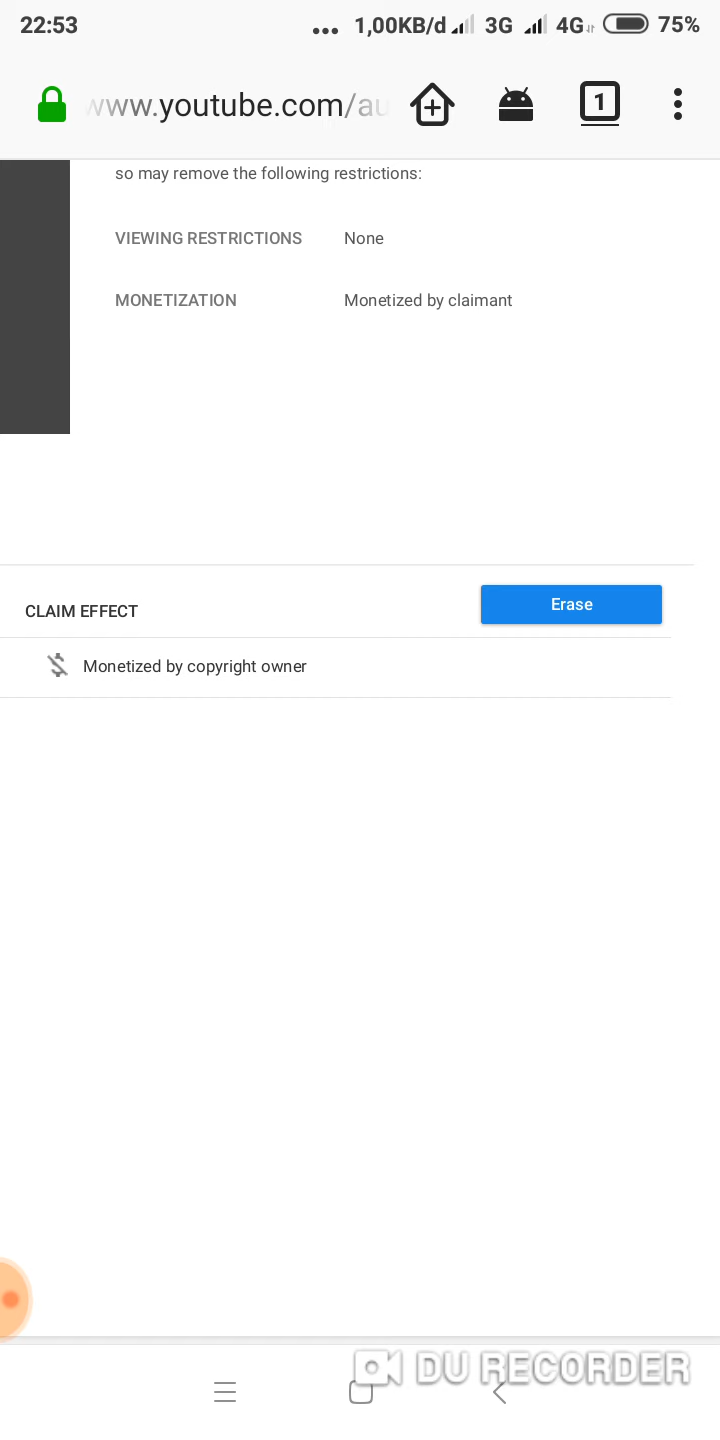 22:53 ... 1,00KB/d 3G 4G 75%
www.youtube.com/au 1
so may remove the following restrictions:
VIEWING RESTRICTIONS None
MONETIZATION Monetized by claimant
CLAIM EFFECT Erase
Monetized by copyright owner
DU RECORDER